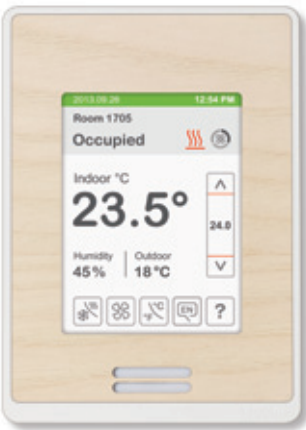 2013.09.26 12:54 PM
Room 1705
Occupied
Indoor °C
23.5°
24.0
Humidity Outdoor
45% 18°C
°F °C EN ?